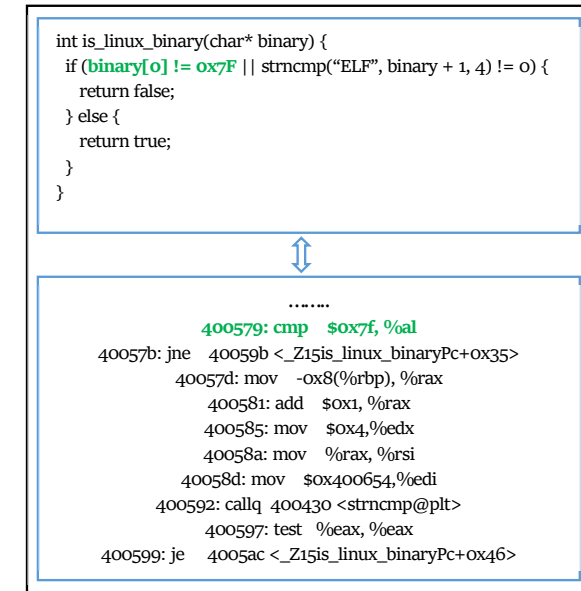 int is_linux_binary(char* binary) {
if (binary[0] != 0x7F || strncmp(“ELF”, binary + 1, 4) != 0) {
return false;
} else {
return true;
}
}
……..
400579: cmp $0x7f, %al
40057b: jne 40059b <_Z15is_linux_binaryPc+0x35>
40057d: mov -0x8(%rbp), %rax
400581: add $0x1, %rax
400585: mov $0x4,%edx
40058a: mov %rax, %rsi
40058d: mov $0x400654,%edi
400592: callq 400430 <strncmp@plt>
400597: test %eax, %eax
400599: je 4005ac <_Z15is_linux_binaryPc+0x46>